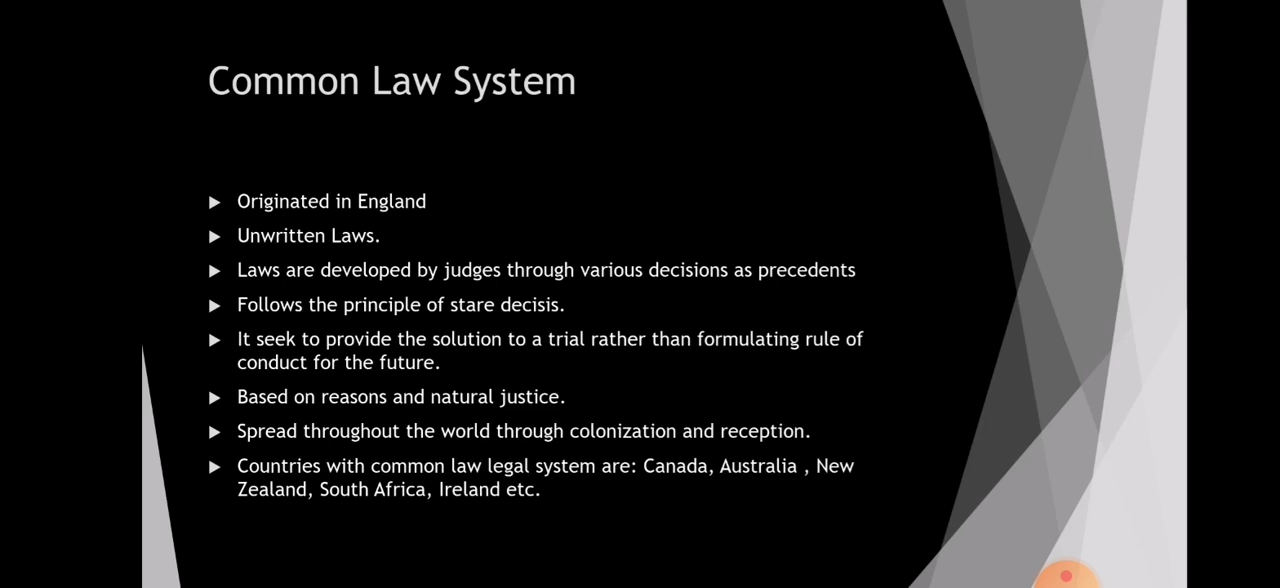 Common Law System
Originated in England
Unwritten Laws.
Laws are developed by judges through various decisions as precedents
Follows the principle of stare decisis.
It seek to provide the solution to a trial rather than formulating rule of
conduct for the future.
Based on reasons and natural justice.
Spread throughout the world through colonization and reception.
Countries with common law legal system are: Canada, Australia , New
Zealand, South Africa, Ireland etc.